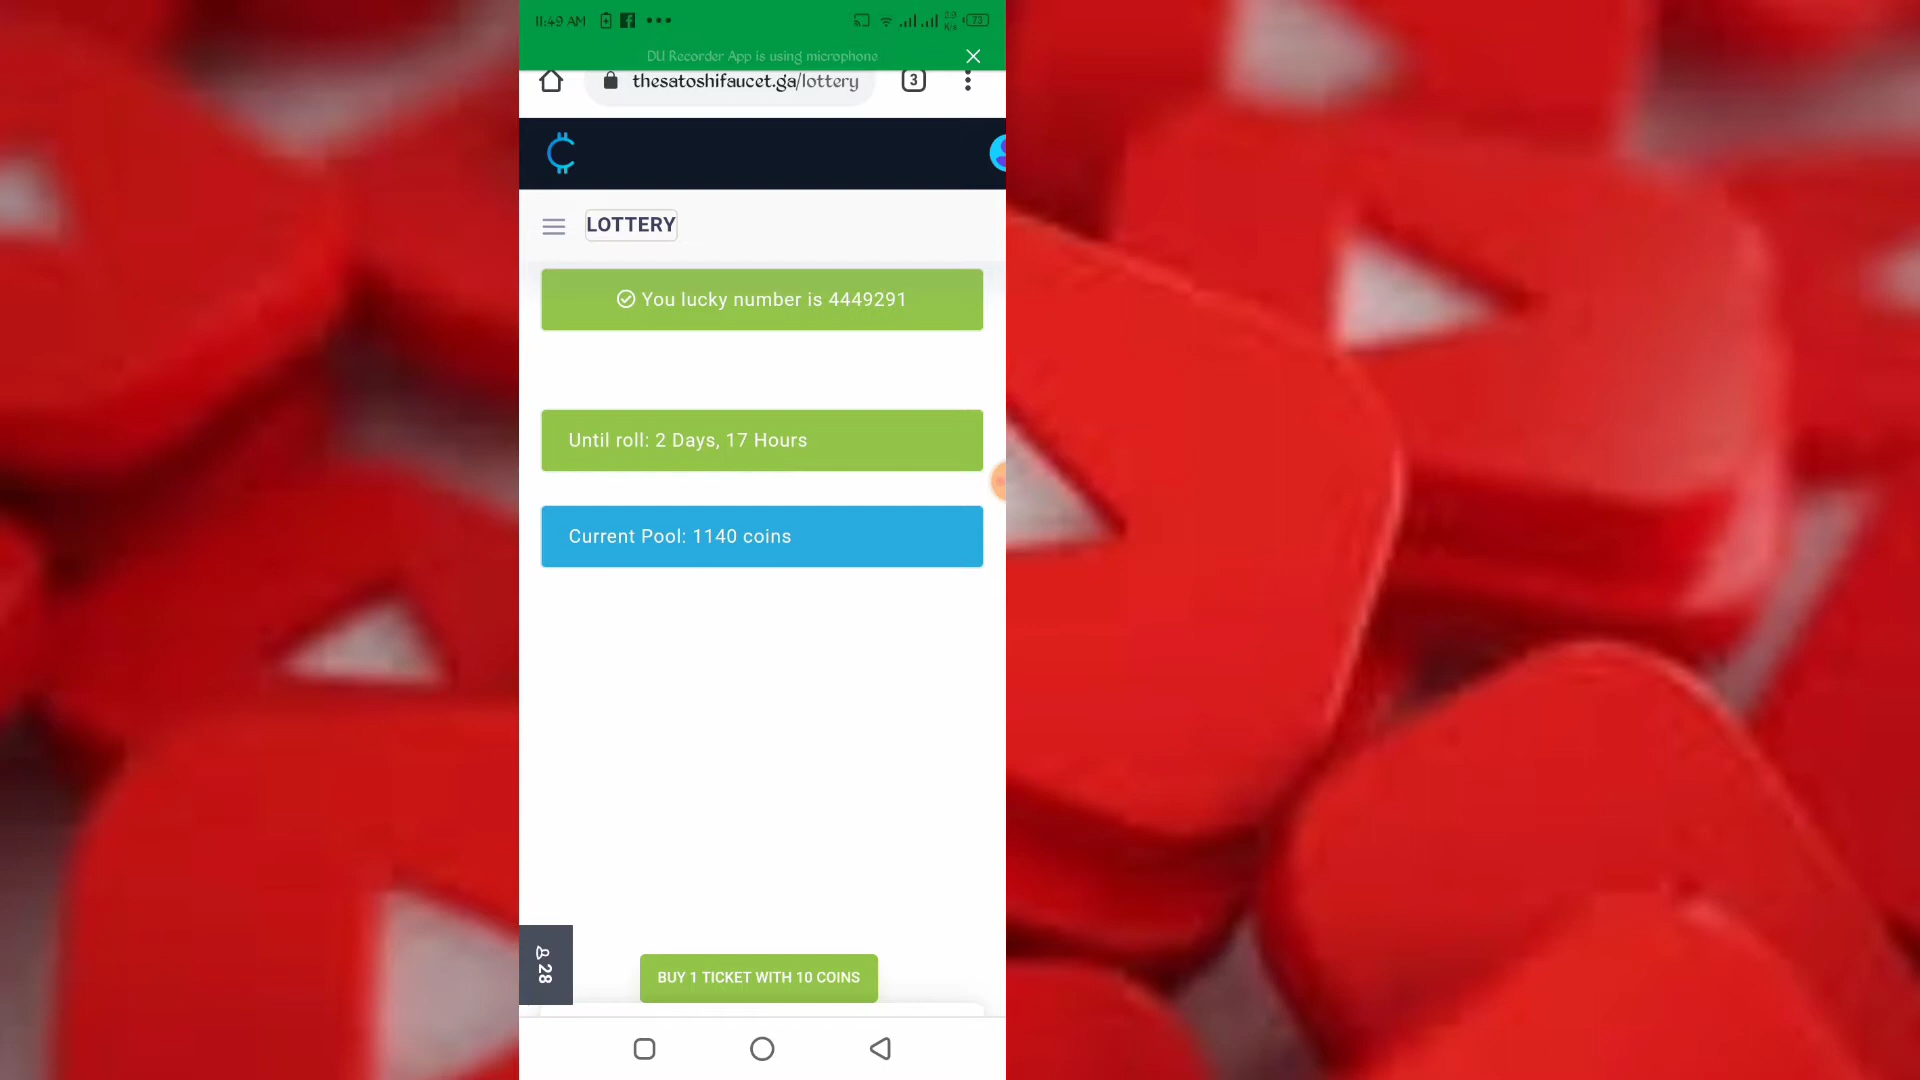 11:49 AM
73
DU Recorder App is using microphone
thesatoshifaucet.ga/lottery
3
LOTTERY
You lucky number is 4449291
Until roll: 2 Days, 17 Hours
Current Pool: 1140 coins
28
BUY 1 TICKET WITH 10 COINS